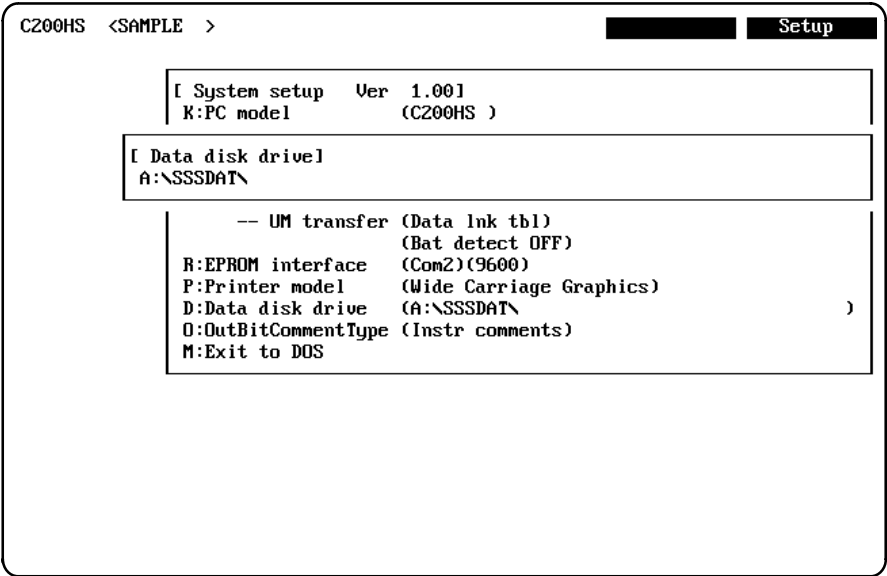 C200HS <SAMPLE > Setup
[ System setup Ver 1.00]
K:PC model (C200HS )
[ Data disk drive]
A:\SSSDAT\
-- UM transfer (Data lnk tbl)
(Bat detect OFF)
R:EPROM interface (Com2)(9600)
P:Printer model (Wide Carriage Graphics)
D:Data disk drive (A:\SSSDAT\ )
O:OutBitCommentType (Instr comments)
M:Exit to DOS